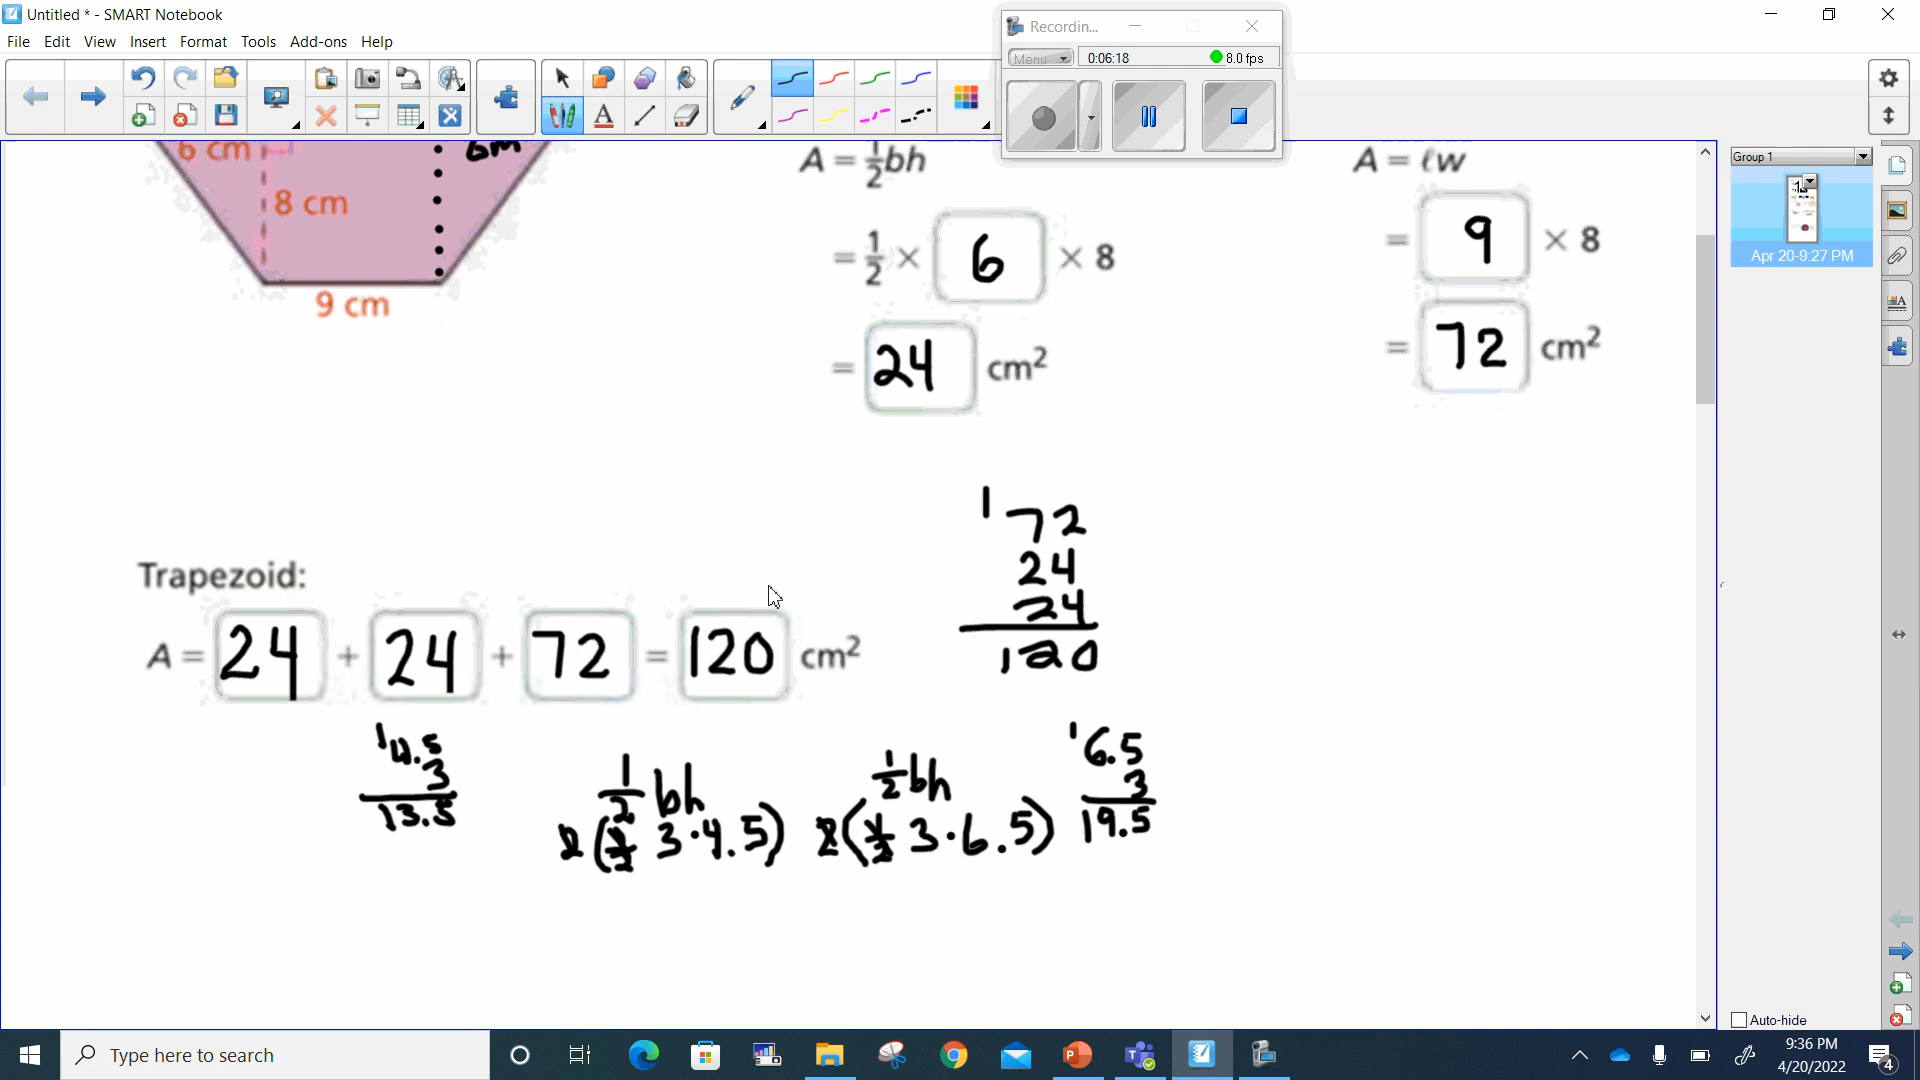 Untitled * - SMART Notebook
File Edit View Insert Format Tools Add-ons Help
Recordin...
Menu 0:06:18 8.0 fps
A
6 cm 6m
8 cm
9 cm
A = 1/2 bh
= 1/2 × 6 × 8
= 24 cm²
A = ℓw
= 9 × 8
= 72 cm²
Group 1
Apr 20-9:27 PM
1
72
24
24
120
Trapezoid:
A = 24 + 24 + 72 = 120 cm²
1
4.5
3
13.5
1/2 bh
2(1/2 3·4.5)
1/2 bh
2(1/2 3·6.5)
1
6.5
3
19.5
Auto-hide
Type here to search
9:36 PM
4/20/2022
4